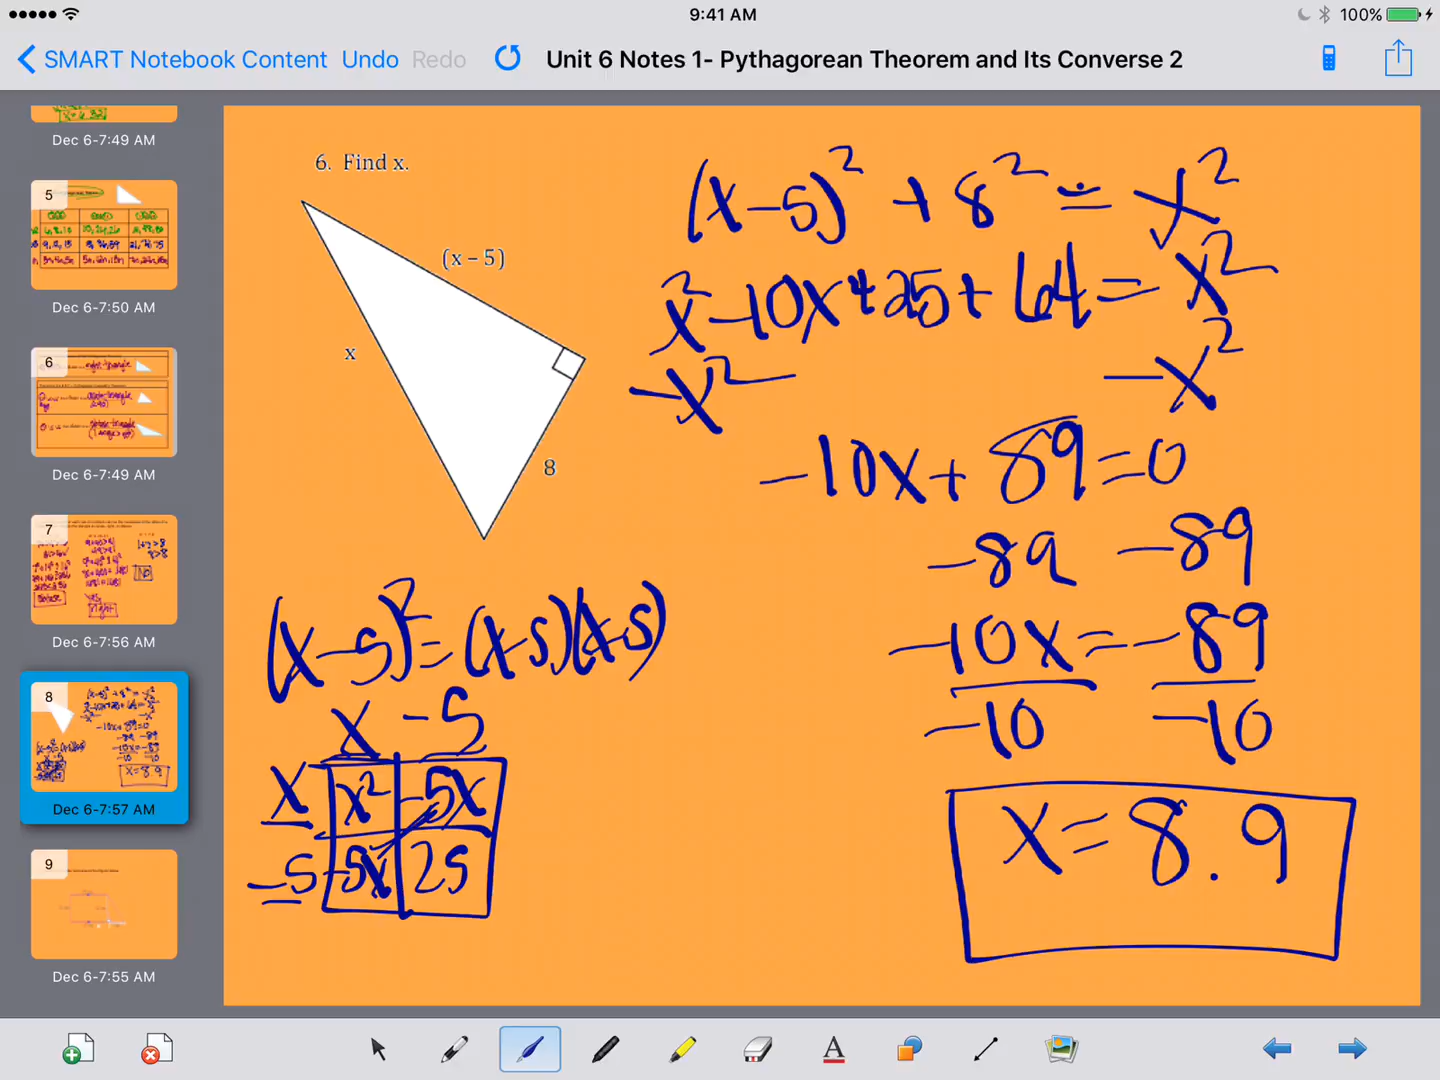 9:41 AM
100%
SMART Notebook Content Undo Redo Unit 6 Notes 1- Pythagorean Theorem and Its Converse 2
Dec 6-7:49 AM
5
Dec 6-7:50 AM
6
Dec 6-7:49 AM
7
Dec 6-7:56 AM
8
Dec 6-7:57 AM
9
Dec 6-7:55 AM
6. Find x.
(x – 5)
x
8
(x-5)² + 8² = x²
x²-10x+25+64=x²
-x² -x²
-10x+89=0
-89 -89
-10x=-89
-10 -10
x=8.9
(x-5)²=(x-5)(x-5)
x -5
x x² -5x
-5 -5x 25
A